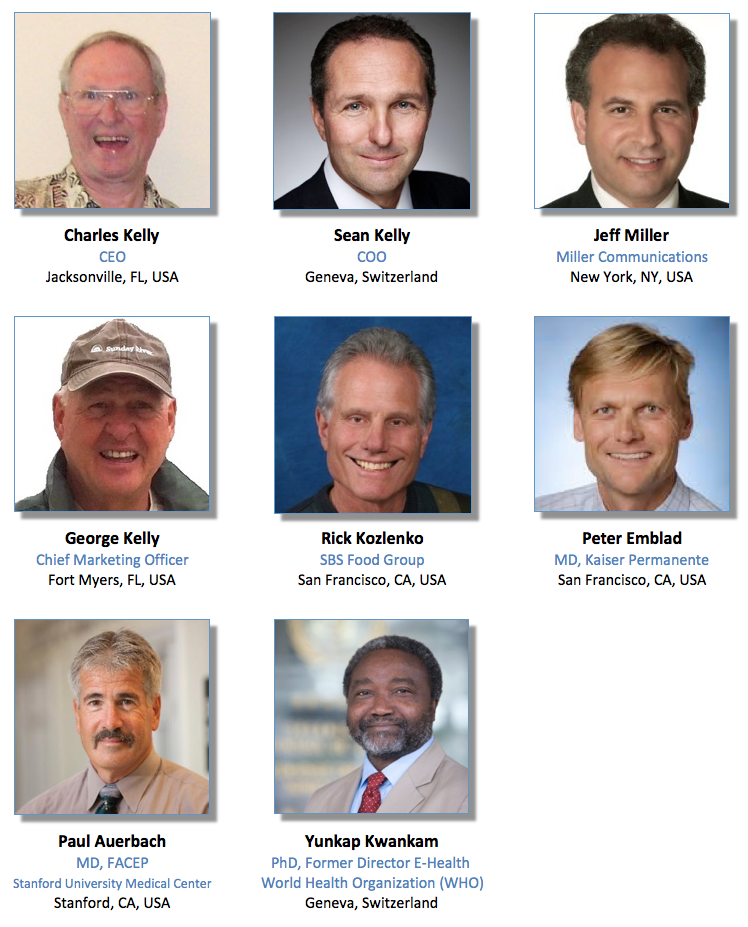 Charles Kelly
CEO
Jacksonville, FL, USA
Sean Kelly
COO
Geneva, Switzerland
Jeff Miller
Miller Communications
New York, NY, USA
Sunday River
George Kelly
Chief Marketing Officer
Fort Myers, FL, USA
Rick Kozlenko
SBS Food Group
San Francisco, CA, USA
Peter Emblad
MD, Kaiser Permanente
San Francisco, CA, USA
Paul Auerbach
MD, FACEP
Stanford University Medical Center
Stanford, CA, USA
Yunkap Kwankam
PhD, Former Director E-Health
World Health Organization (WHO)
Geneva, Switzerland